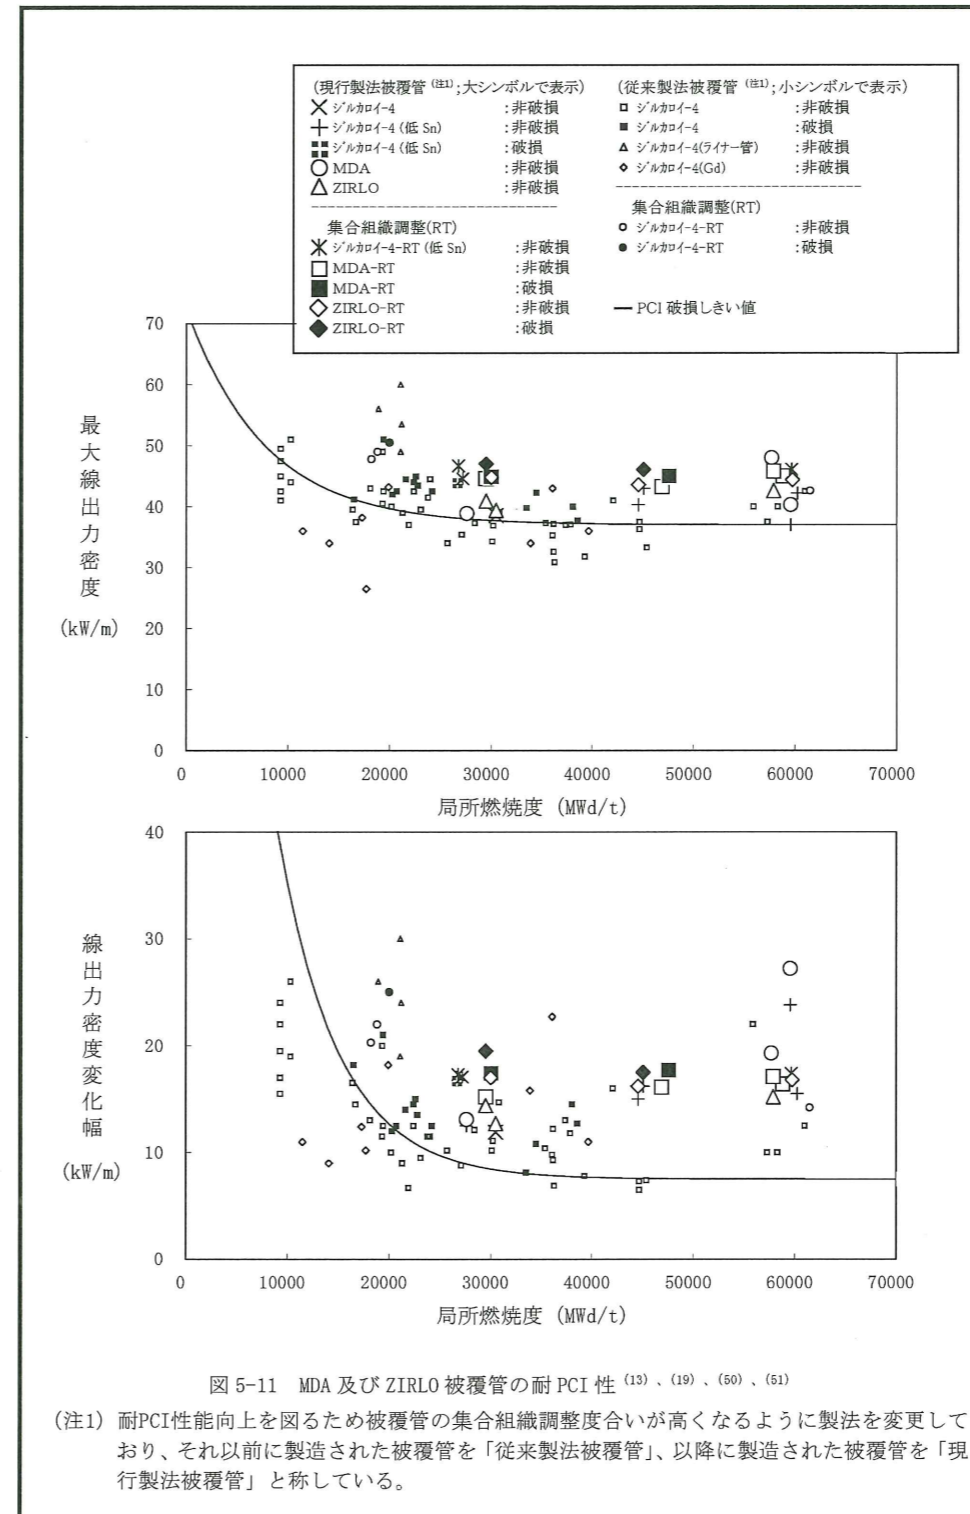 (現行製法被覆管 (注1);大シンボルで表示)
ジルカロイ-4 :非破損
ジルカロイ-4 (低 Sn) :非破損
ジルカロイ-4 (低 Sn) :破損
MDA :非破損
ZIRLO :非破損
集合組織調整(RT)
ジルカロイ-4-RT (低 Sn) :非破損
MDA-RT :非破損
MDA-RT :破損
ZIRLO-RT :非破損
ZIRLO-RT :破損
(従来製法被覆管 (注1);小シンボルで表示)
ジルカロイ-4 :非破損
ジルカロイ-4 :破損
ジルカロイ-4(ライナー管) :非破損
ジルカロイ-4(Gd) :非破損
集合組織調整(RT)
ジルカロイ-4-RT :非破損
ジルカロイ-4-RT :破損
PCI 破損しきい値
最大線出力密度
(kW/m)
70
60
50
40
30
20
10
0
0 10000 20000 30000 40000 50000 60000 70000
局所燃焼度 (MWd/t)
線出力密度変化幅
(kW/m)
40
30
20
10
0
0 10000 20000 30000 40000 50000 60000 70000
局所燃焼度 (MWd/t)
図 5-11 MDA 及び ZIRLO 被覆管の耐 PCI 性 (13)、(19)、(50)、(51)
(注1) 耐PCI性能向上を図るため被覆管の集合組織調整度合いが高くなるように製法を変更して
おり、それ以前に製造された被覆管を「従来製法被覆管」、以降に製造された被覆管を「現
行製法被覆管」と称している。